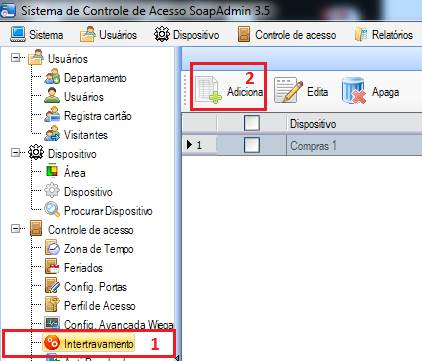 Sistema de Controle de Acesso SoapAdmin 3.5
Sistema Usuários Dispositivo Controle de acesso Relatórios
Usuários
Departamento
Usuários
Registra cartão
Visitantes
Dispositivo
Área
Dispositivo
Procurar Dispositivo
Controle de acesso
Zona de Tempo
Feriados
Config. Portas
Perfil de Acesso
Config. Avançada Wiega
Intertravamento 1
2
Adiciona Edita Apaga
Dispositivo
1 Compras 1